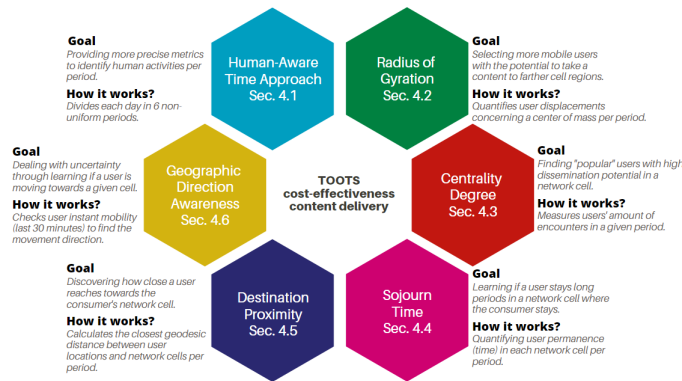 Goal
Providing more precise metrics
to identify human activities per
period.
How it works?
Divides each day in 6 non-
uniform periods.
Human-Aware
Time Approach
Sec. 4.1
Radius of
Gyration
Sec. 4.2
Goal
Selecting more mobile users
with the potential to take a
content to farther cell regions.
How it works?
Quantifies user displacements
concerning a center of mass per period.
Goal
Dealing with uncertainty
through learning if a user is
moving towards a given cell.
How it works?
Checks user instant mobility
(last 30 minutes) to find the
movement direction.
Geographic
Direction
Awareness
Sec. 4.6
TOOTS
cost-effectiveness
content delivery
Centrality
Degree
Sec. 4.3
Goal
Finding "popular" users with high
dissemination potential in a
network cell.
How it works?
Measures users' amount of
encounters in a given period.
Goal
Discovering how close a user
reaches towards the
consumer's network cell.
How it works?
Calculates the closest geodesic
distance between user
locations and network cells per
period.
Destination
Proximity
Sec. 4.5
Sojourn
Time
Sec. 4.4
Goal
Learning if a user stays long
periods in a network cell where
the consumer stays.
How it works?
Quantifying user permanence
(time) in each network cell per
period.